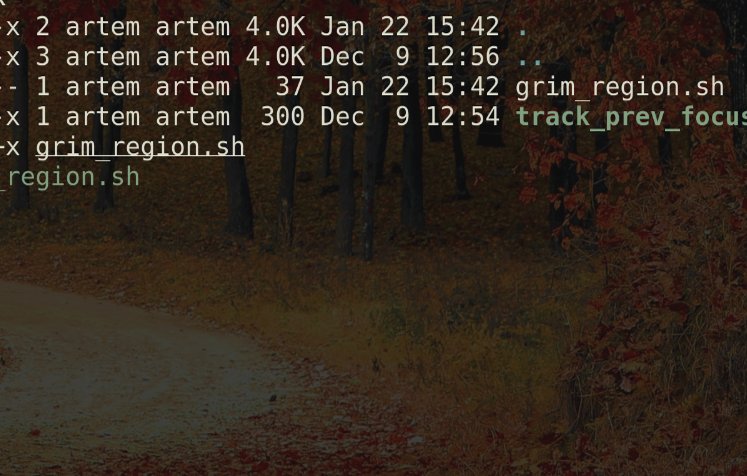 -x 2 artem artem 4.0K Jan 22 15:42 .
-x 3 artem artem 4.0K Dec  9 12:56 ..
-- 1 artem artem   37 Jan 22 15:42 grim_region.sh
-x 1 artem artem  300 Dec  9 12:54 track_prev_focus
+x grim_region.sh
_region.sh